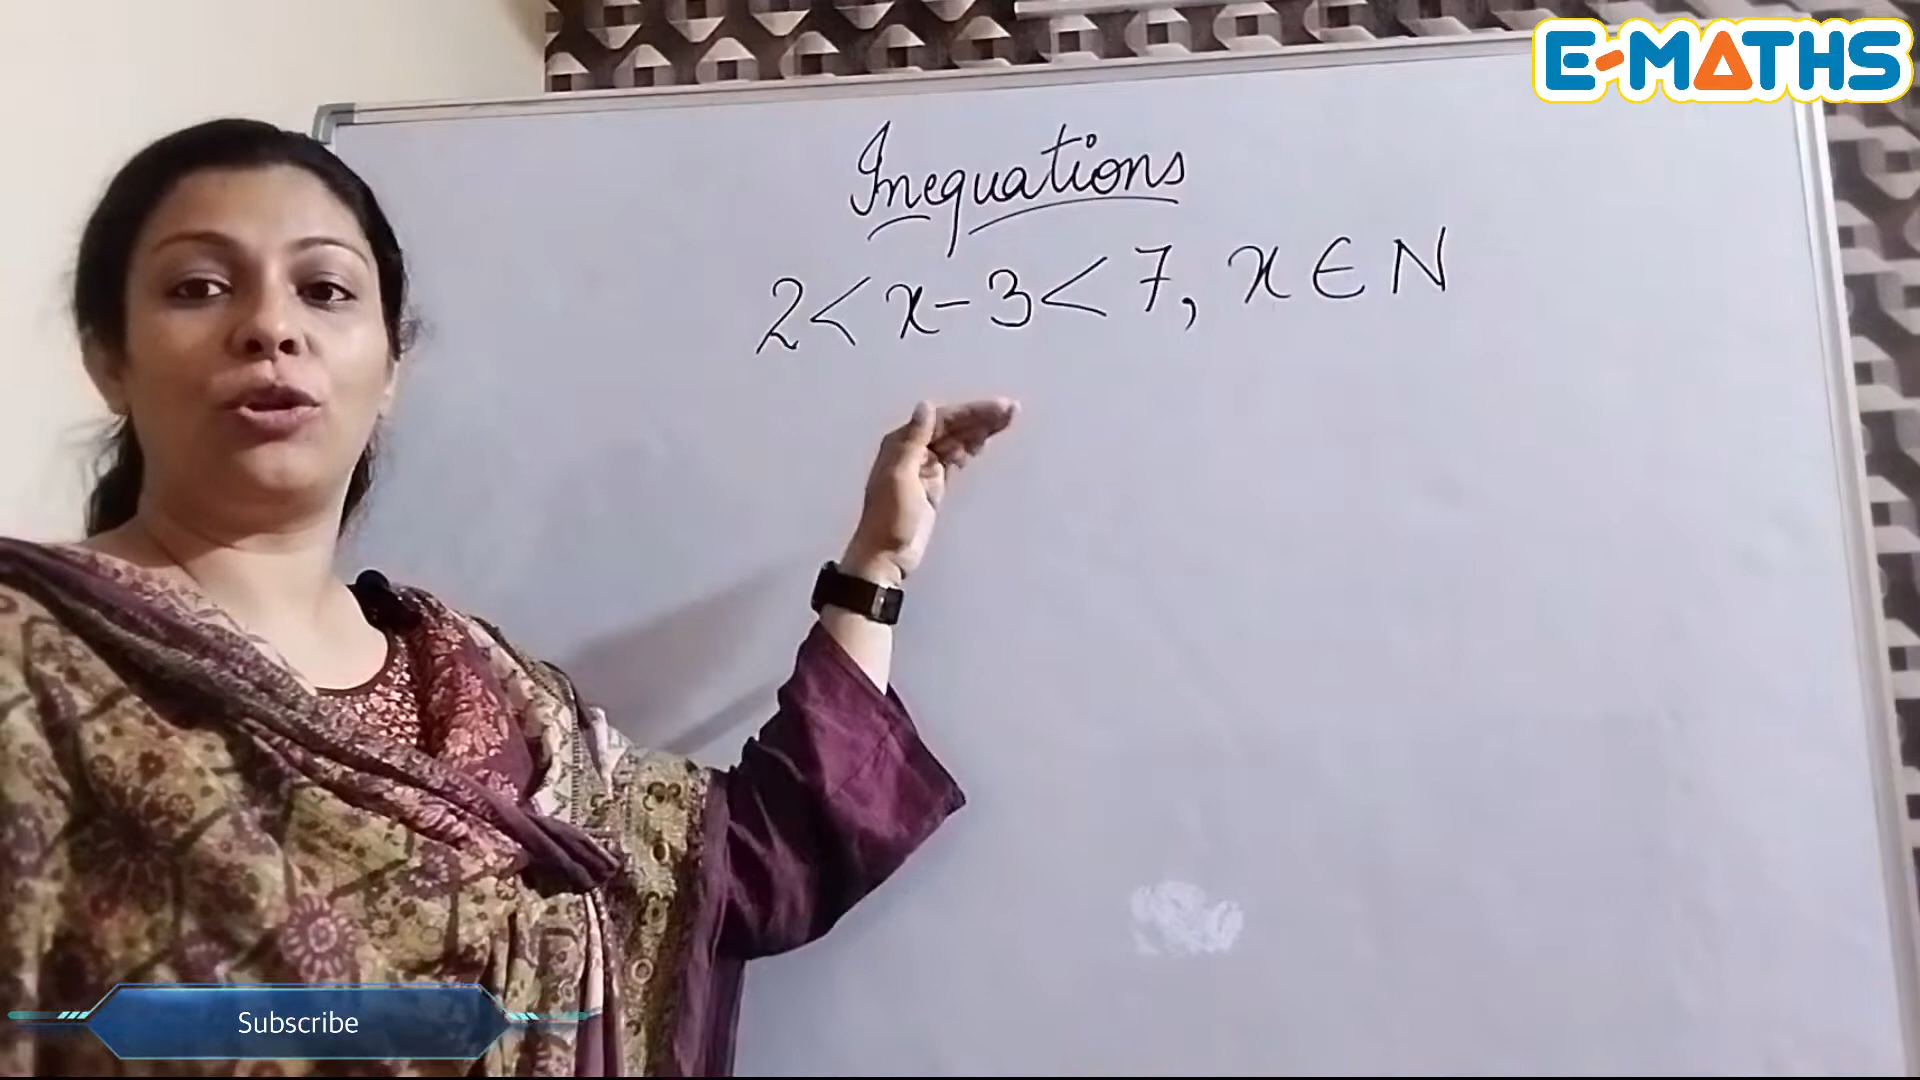 E-MATHS
Inequations
2 < x - 3 < 7, x ∈ N
Subscribe